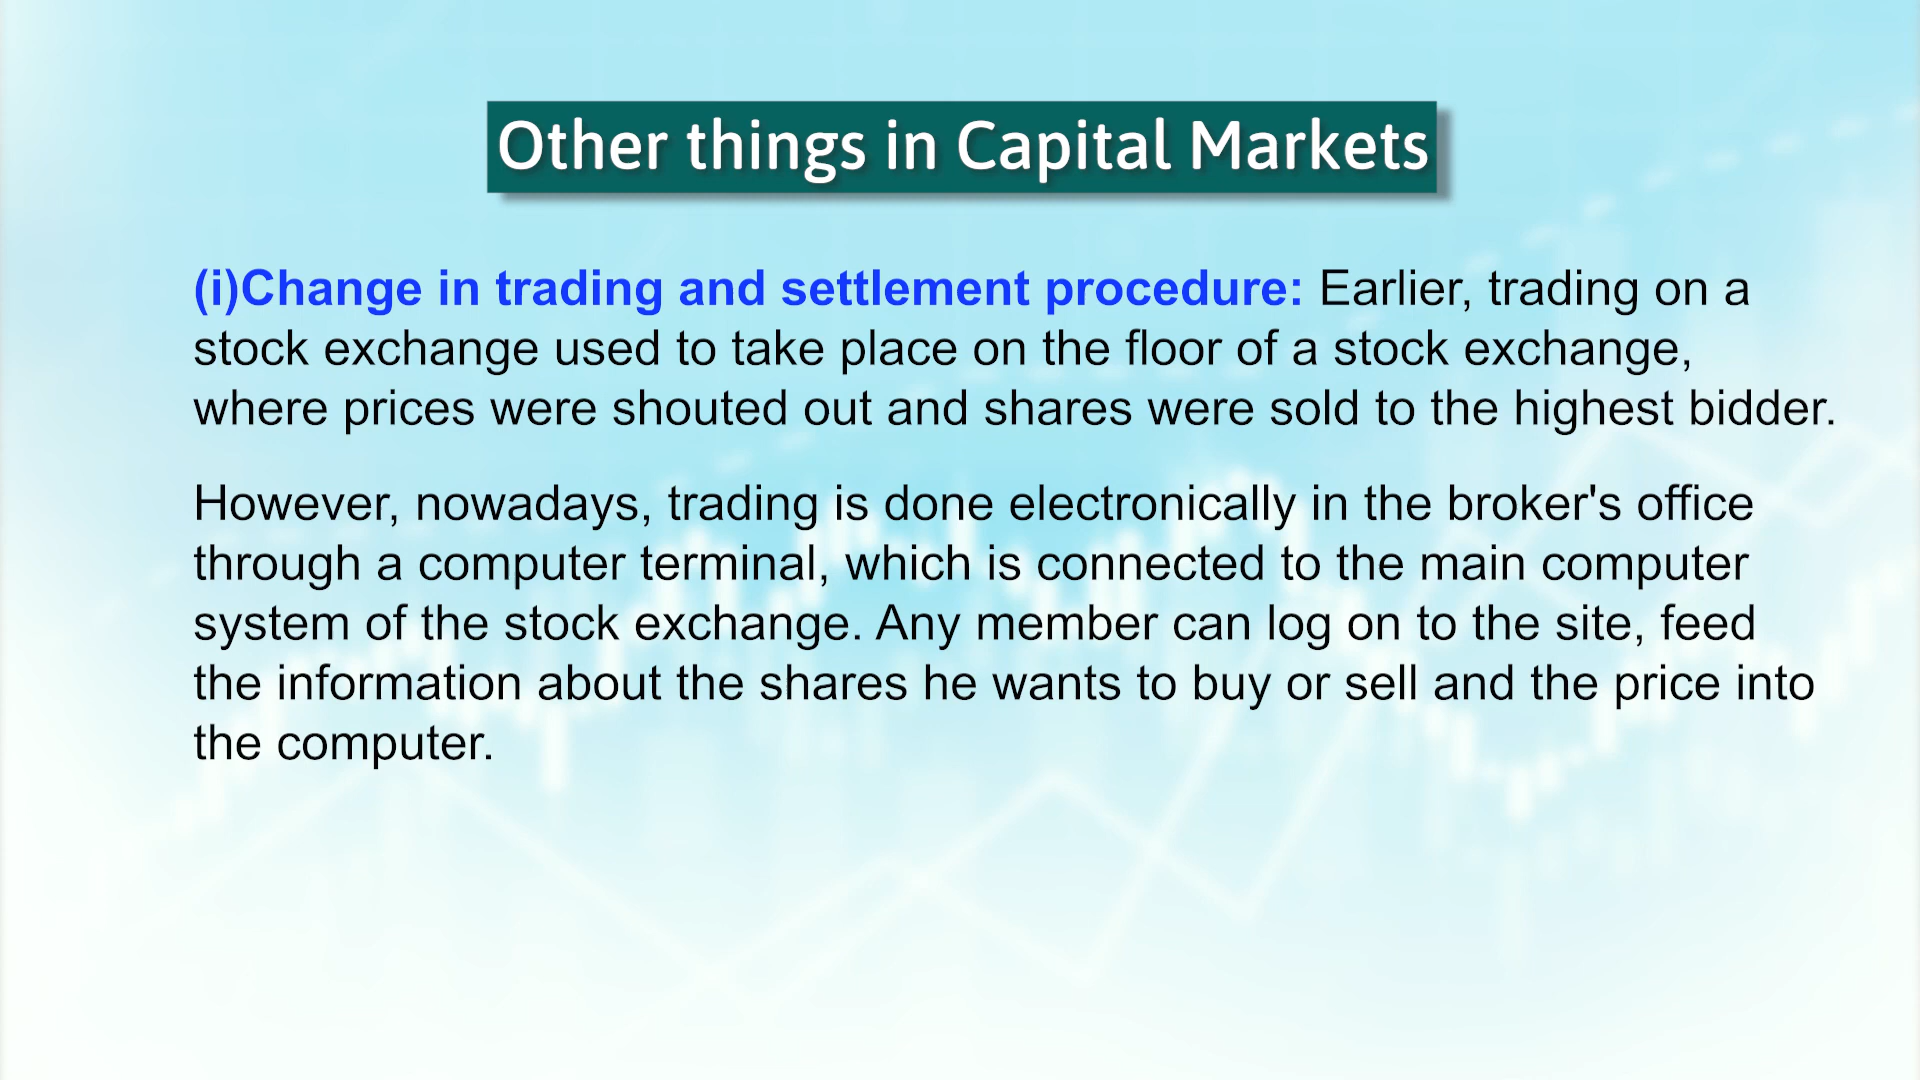 Other things in Capital Markets
(i)Change in trading and settlement procedure: Earlier, trading on a
stock exchange used to take place on the floor of a stock exchange,
where prices were shouted out and shares were sold to the highest bidder.
However, nowadays, trading is done electronically in the broker's office
through a computer terminal, which is connected to the main computer
system of the stock exchange. Any member can log on to the site, feed
the information about the shares he wants to buy or sell and the price into
the computer.